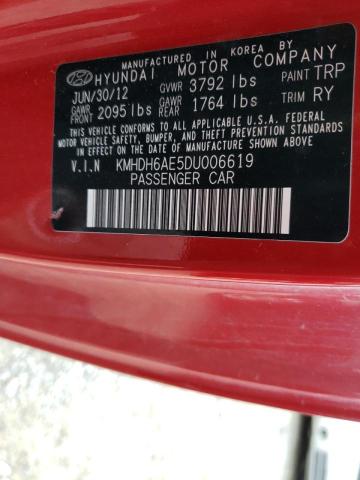 MANUFACTURED IN KOREA BY
HYUNDAI MOTOR COMPANY
JUN/30/12 GVWR 3792 lbs PAINT TRP
GAWR FRONT 2095 lbs GAWR REAR 1764 lbs TRIM RY
THIS VEHICLE CONFORMS TO ALL APPLICABLE U.S.A. FEDERAL
MOTOR VEHICLE SAFETY, BUMPER, AND THEFT PREVENTION
STANDARDS IN EFFECT ON THE DATE OF MANUFACTURE SHOWN ABOVE.
V.I.N KMHDH6AE5DU006619
PASSENGER CAR